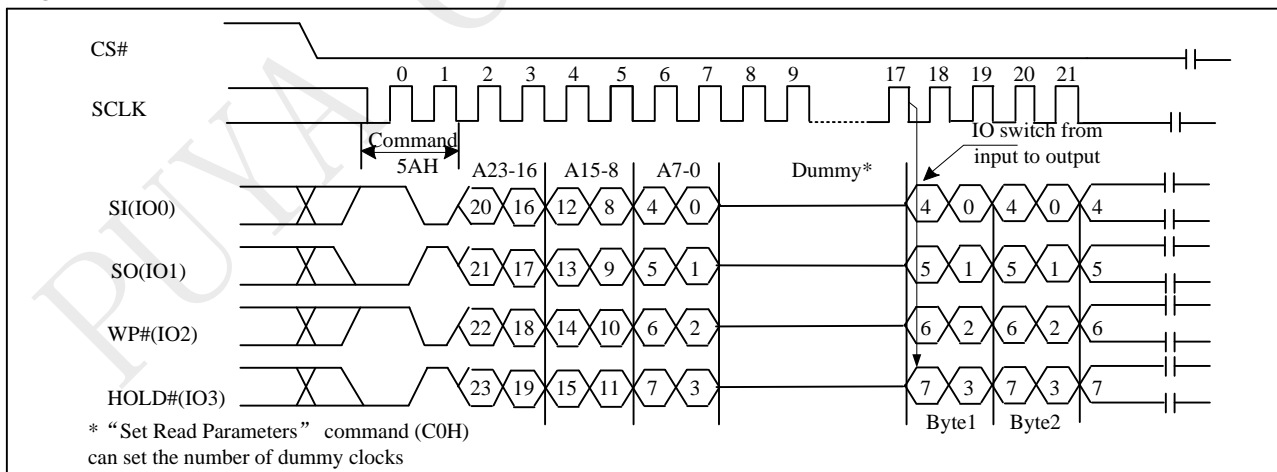 CS#
0 1 2 3 4 5 6 7 8 9 17 18 19 20 21
SCLK
Command
5AH
IO switch from
input to output
A23-16 A15-8 A7-0 Dummy*
SI(IO0) 20 16 12 8 4 0 4 0 4 0 4
SO(IO1) 21 17 13 9 5 1 5 1 5 1 5
WP#(IO2) 22 18 14 10 6 2 6 2 6 2 6
HOLD#(IO3) 23 19 15 11 7 3 7 3 7 3 7
Byte1 Byte2
* “Set Read Parameters” command (C0H)
can set the number of dummy clocks
PUYA